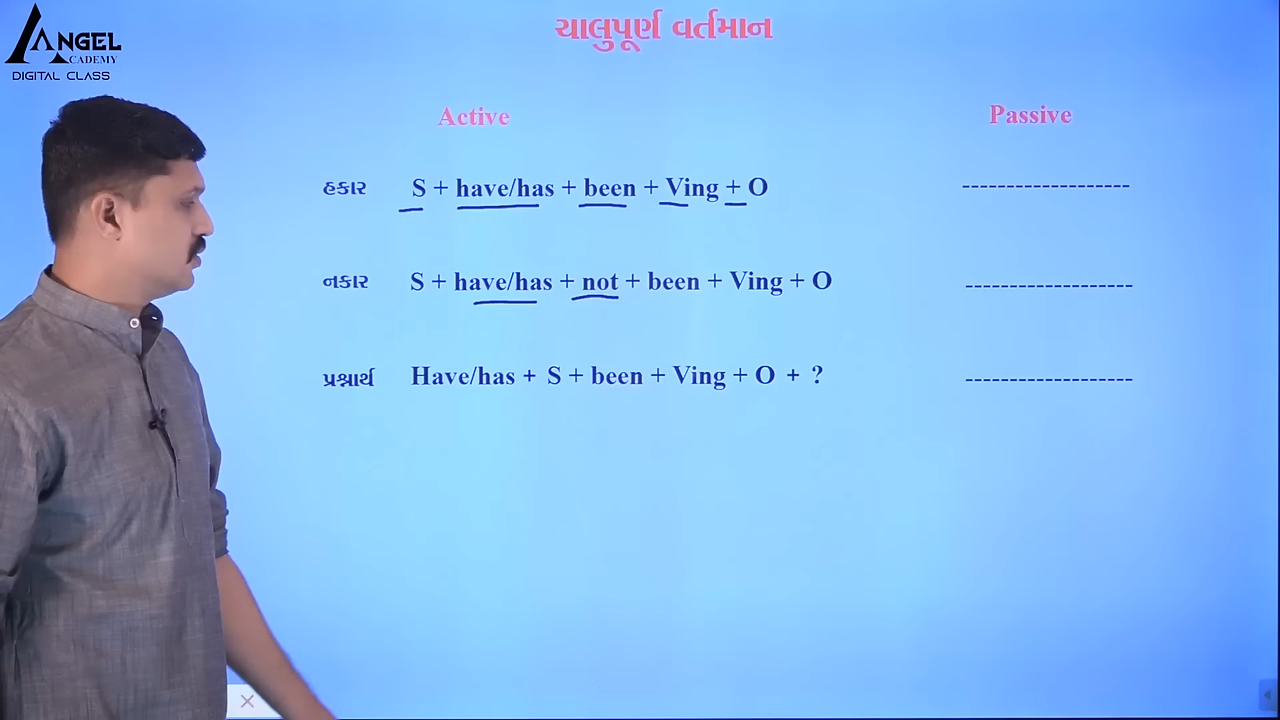 ANGEL
ACADEMY
DIGITAL CLASS
ચાલુપૂર્ણ વર્તમાન
Active Passive
હકાર S + have/has + been + Ving + O -------------------
નકાર S + have/has + not + been + Ving + O -------------------
પ્રશ્નાર્થ Have/has + S + been + Ving + O + ? -------------------